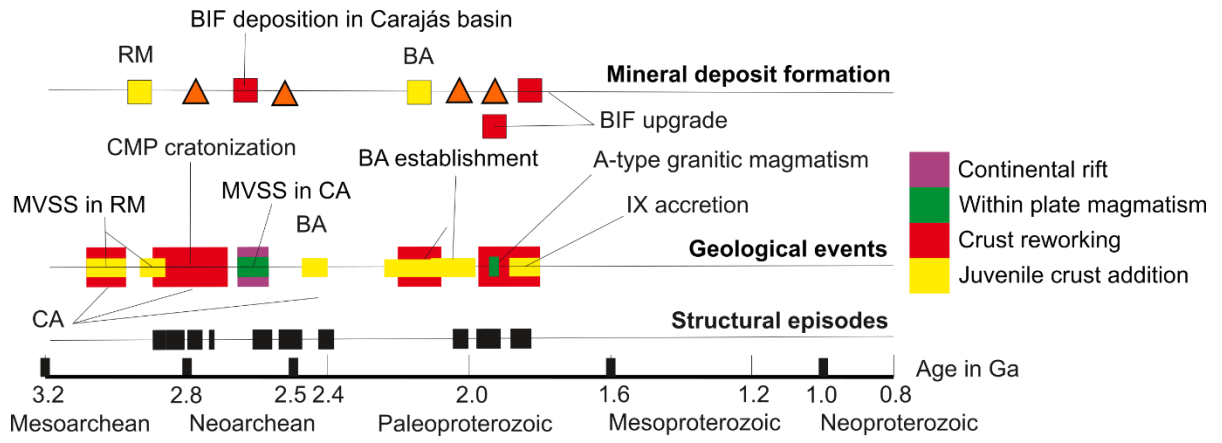 BIF deposition in Carajás basin
RM
BA
Mineral deposit formation
BIF upgrade
CMP cratonization
BA establishment
A-type granitic magmatism
MVSS in RM
MVSS in CA
BA
IX accretion
Geological events
Continental rift
Within plate magmatism
Crust reworking
Juvenile crust addition
CA
Structural episodes
Age in Ga
3.2 2.8 2.5 2.4 2.0 1.6 1.2 1.0 0.8
Mesoarchean Neoarchean Paleoproterozoic Mesoproterozoic Neoproterozoic